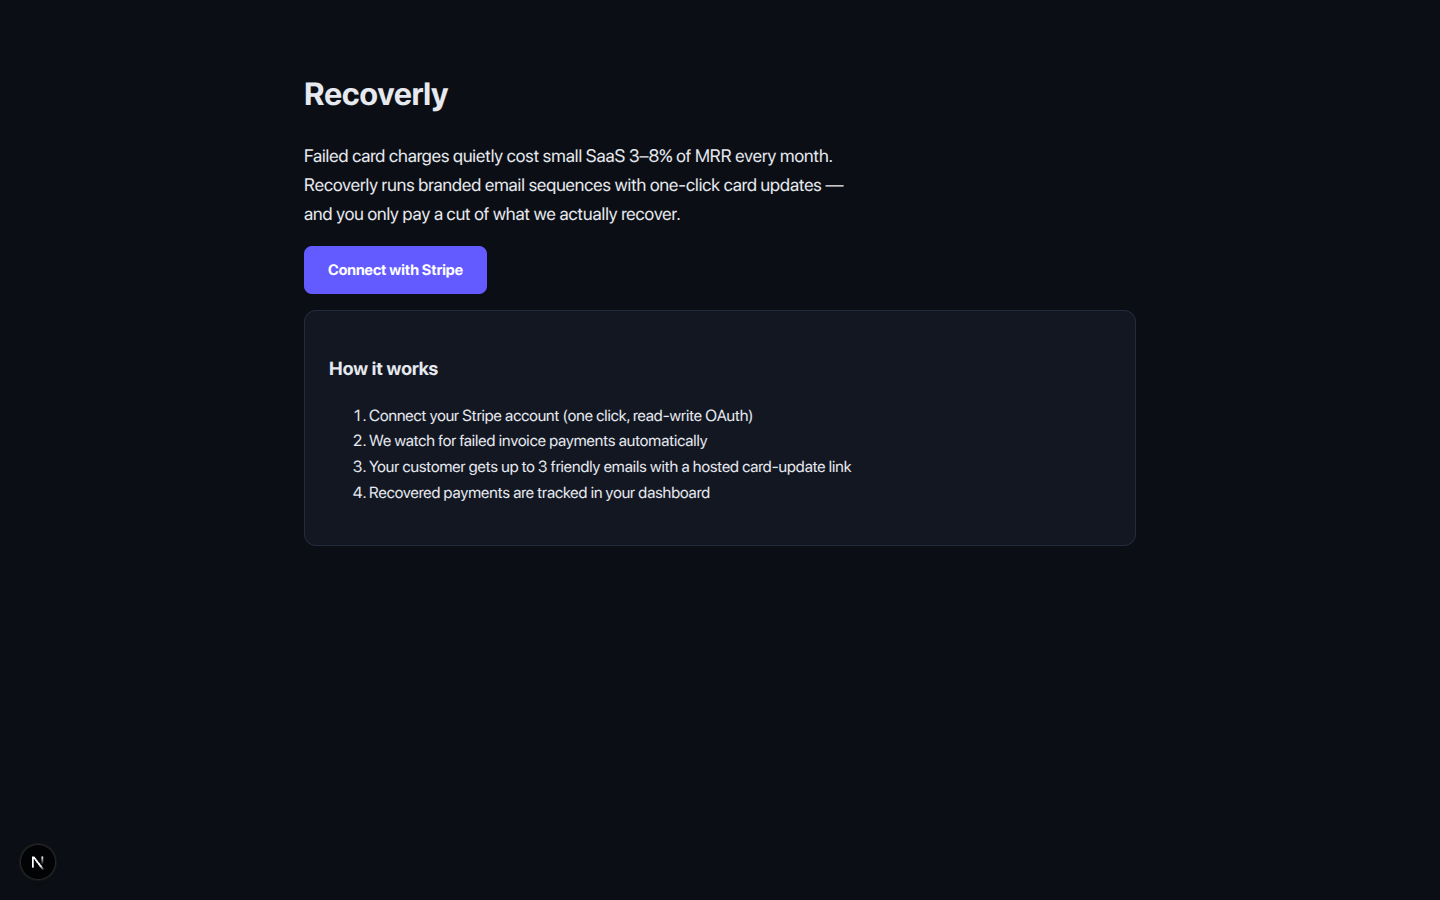 Recoverly
Failed card charges quietly cost small SaaS 3–8% of MRR every month.
Recoverly runs branded email sequences with one-click card updates —
and you only pay a cut of what we actually recover.
Connect with Stripe
How it works
1. Connect your Stripe account (one click, read-write OAuth)
2. We watch for failed invoice payments automatically
3. Your customer gets up to 3 friendly emails with a hosted card-update link
4. Recovered payments are tracked in your dashboard
N